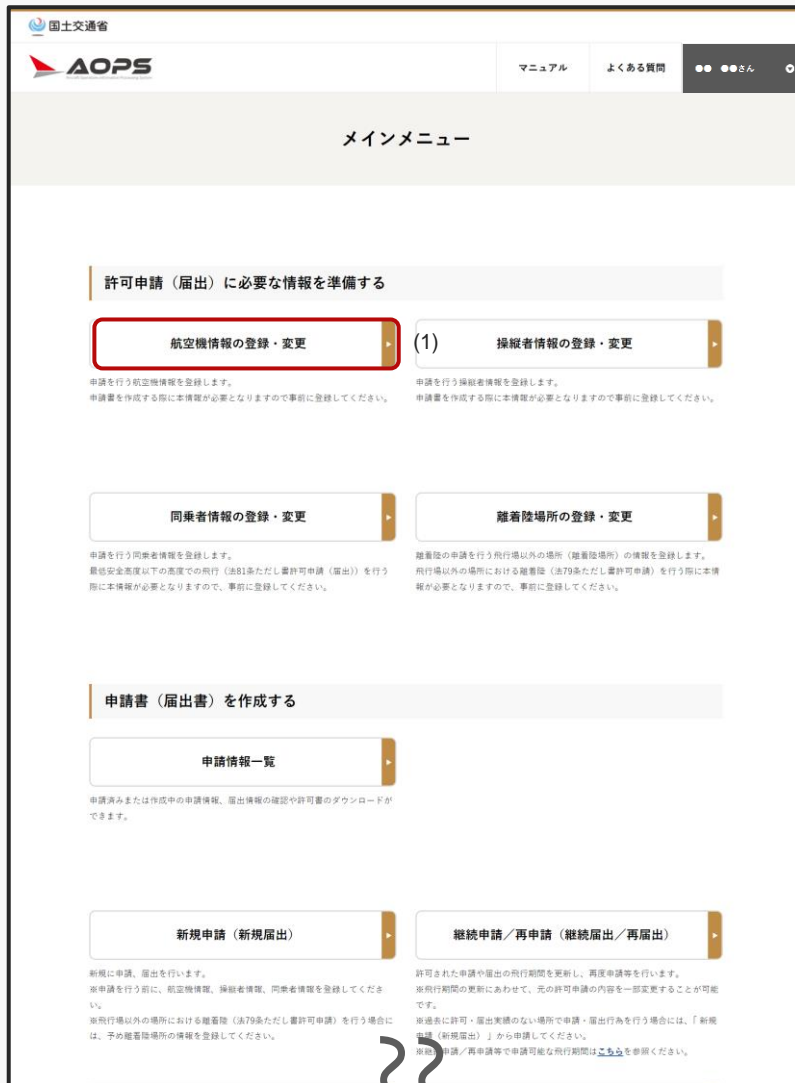 国土交通省
AOPS
マニュアル
よくある質問
●● ●●さん
メインメニュー
許可申請（届出）に必要な情報を準備する
航空機情報の登録・変更
(1)
操縦者情報の登録・変更
申請を行う航空機情報を登録します。
申請書を作成する際に本情報が必要となりますので事前に登録してください。
申請を行う操縦者情報を登録します。
申請書を作成する際に本情報が必要となりますので事前に登録してください。
同乗者情報の登録・変更
離着陸場所の登録・変更
申請を行う同乗者情報を登録します。
最低安全高度以下の高度での飛行（法81条ただし書許可申請（届出））を行う
際に本情報が必要となりますので、事前に登録してください。
離着陸の申請を行う飛行場以外の場所（離着陸場所）の情報を登録します。
飛行場以外の場所における離着陸（法79条ただし書許可申請）を行う際に本情
報が必要となりますので、事前に登録してください。
申請書（届出書）を作成する
申請情報一覧
申請済みまたは作成中の申請情報、届出情報の確認や許可書のダウンロードが
できます。
新規申請（新規届出）
継続申請／再申請（継続届出／再届出）
新規に申請、届出を行います。
※申請を行う前に、航空機情報、操縦者情報、同乗者情報を登録してくださ
い。
※飛行場以外の場所における離着陸（法79条ただし書許可申請）を行う場合に
は、予め離着陸場所の情報を登録してください。
許可された申請や届出の飛行期間を更新し、再度申請等を行います。
※飛行期間の更新にあわせて、元の許可申請の内容を一部変更することが可能
です。
※過去に許可・届出実績のない場所で申請・届出行為を行う場合には、「新規
申請（新規届出）」から申請してください。
※継続申請／再申請等で申請可能な飛行期間はこちらを参照ください。